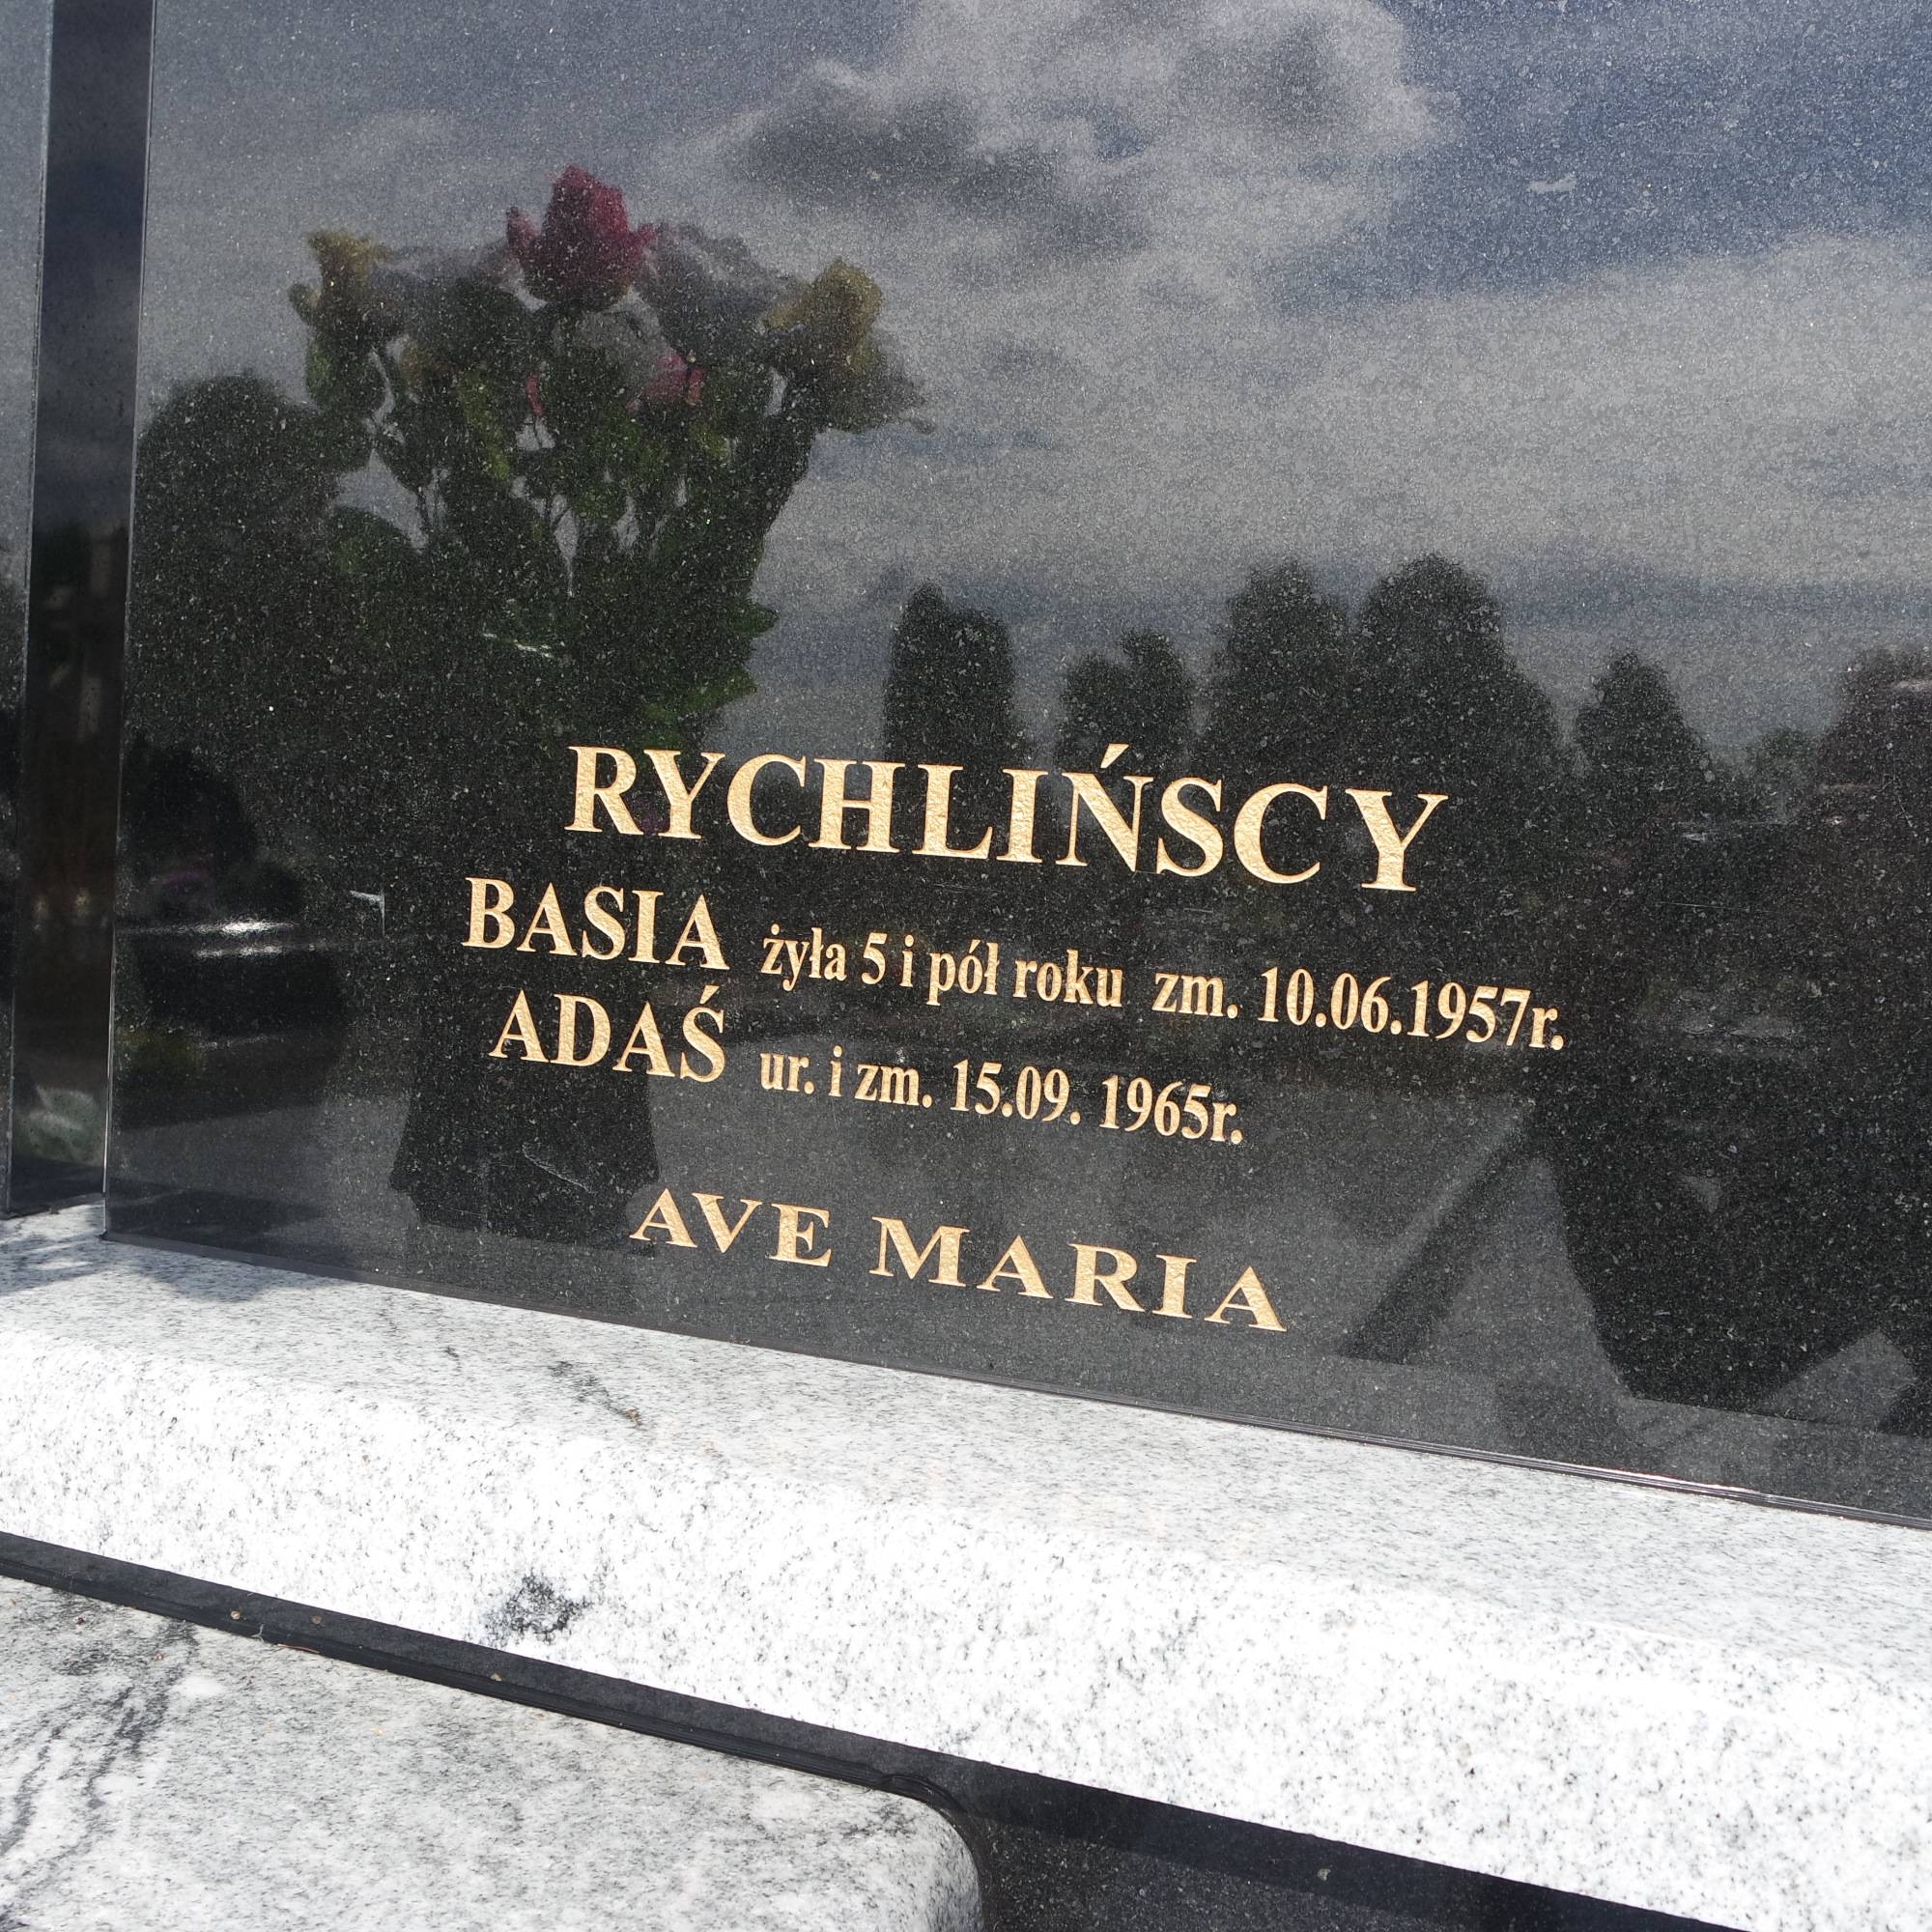 RYCHLIŃSCY
BASIA żyła 5 i pół roku zm. 10.06.1957r.
ADAŚ ur. i zm. 15.09. 1965r.
AVE MARIA